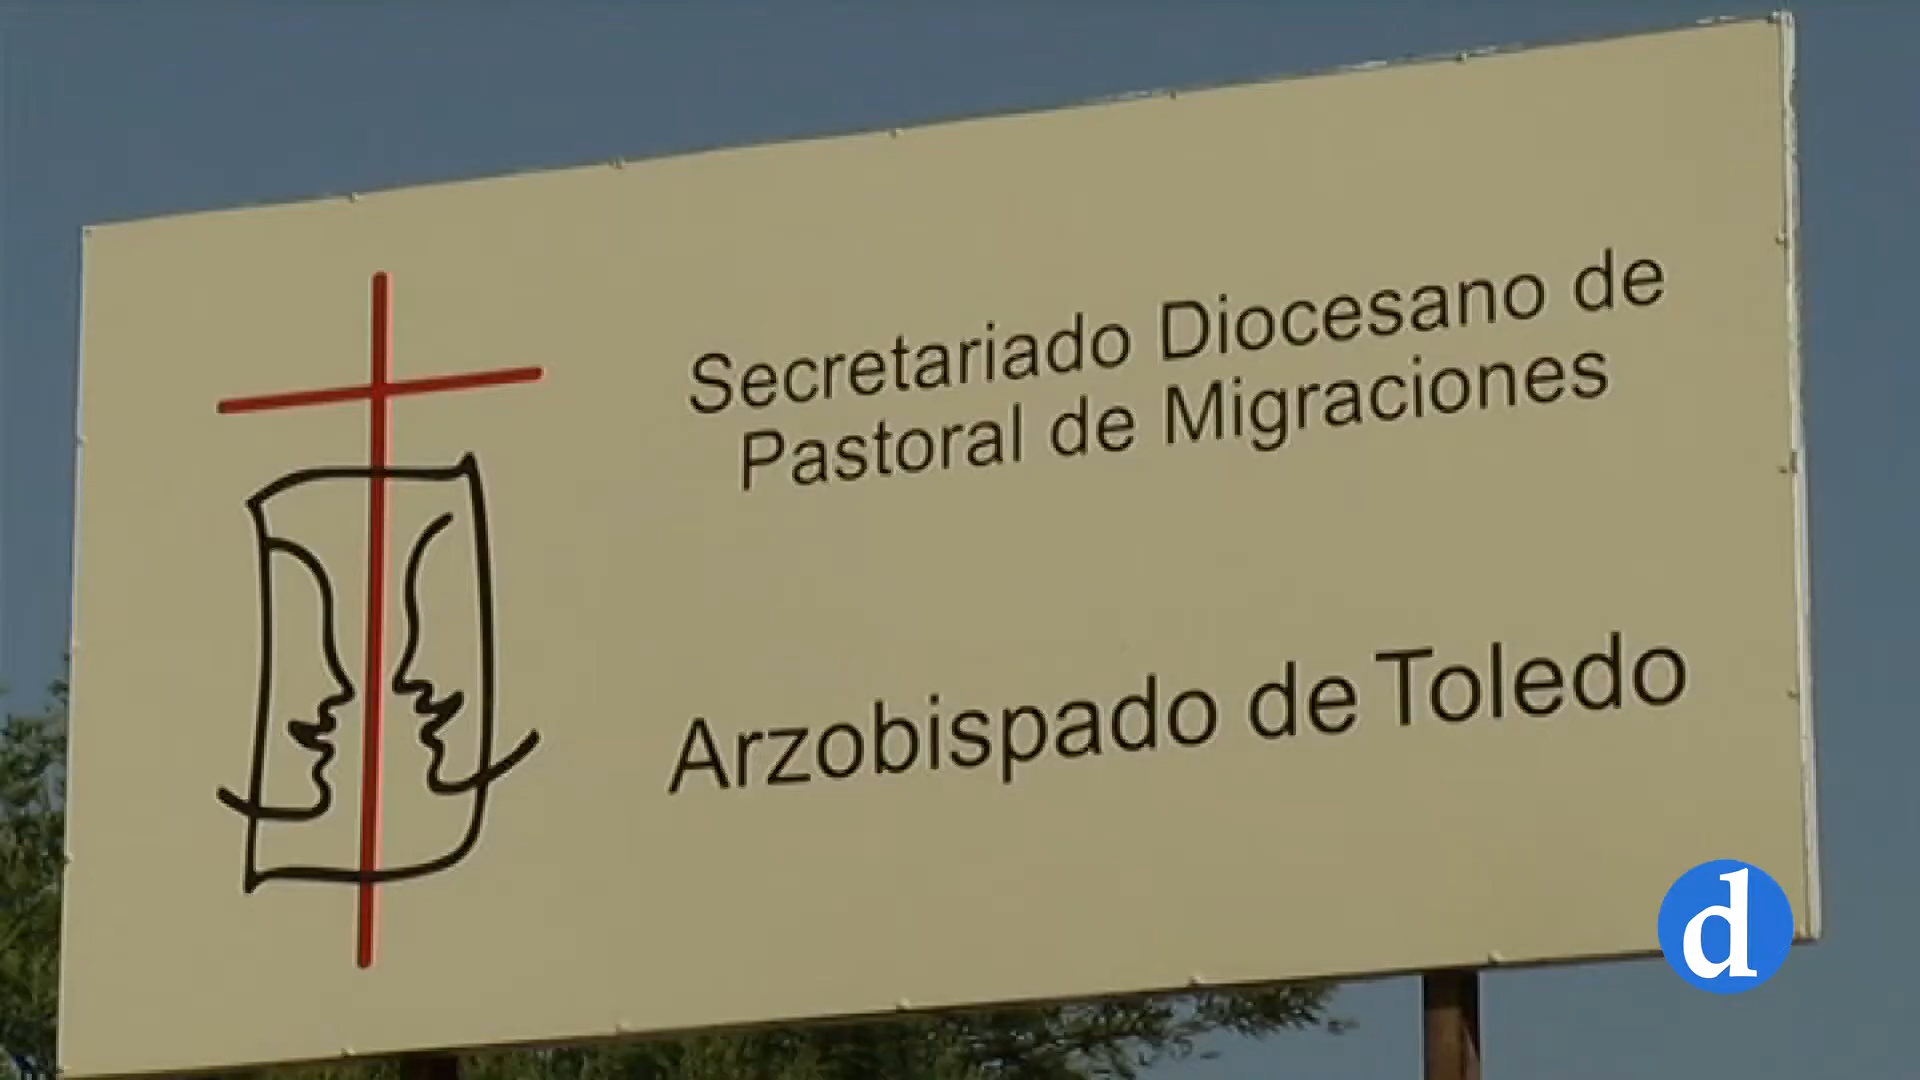 Secretariado Diocesano de
Pastoral de Migraciones
Arzobispado de Toledo
d